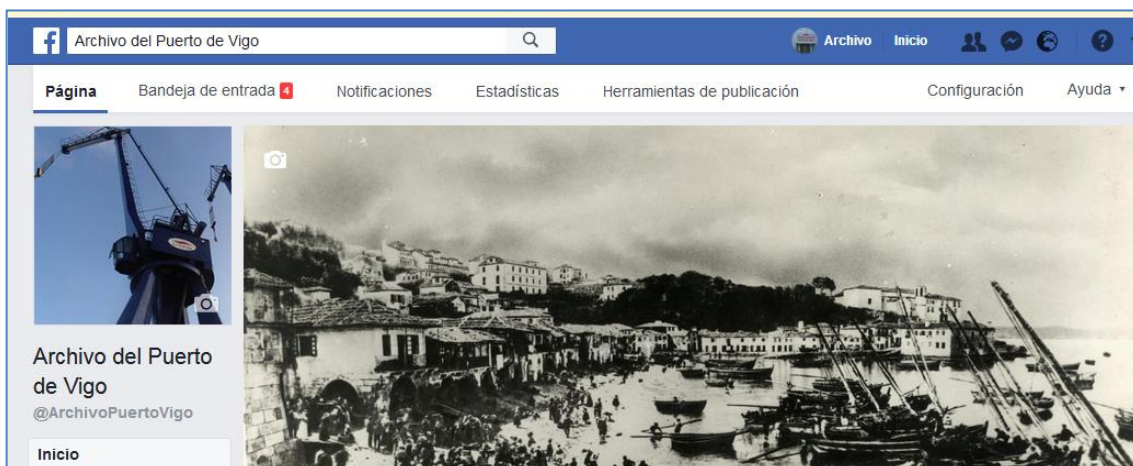 Archivo del Puerto de Vigo
Archivo Inicio
Página Bandeja de entrada 4 Notificaciones Estadísticas Herramientas de publicación Configuración Ayuda
Archivo del Puerto
de Vigo
@ArchivoPuertoVigo
Inicio